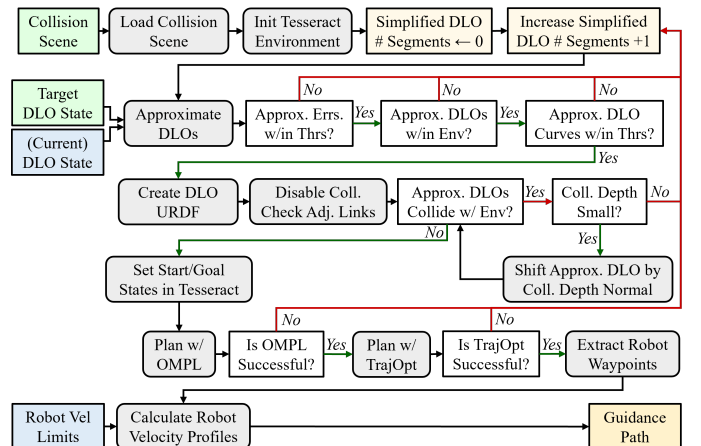 Collision
Scene
Load Collision
Scene
Init Tesseract
Environment
Simplified DLO
# Segments ← 0
Increase Simplified
DLO # Segments +1
Target
DLO State
(Current)
DLO State
Approximate
DLOs
Approx. Errs.
w/in Thrs?
No
Yes
Approx. DLOs
w/in Env?
No
Yes
Approx. DLO
Curves w/in Thrs?
No
Yes
Create DLO
URDF
Disable Coll.
Check Adj. Links
Approx. DLOs
Collide w/ Env?
Yes
No
Coll. Depth
Small?
No
Yes
Set Start/Goal
States in Tesseract
Shift Approx. DLO by
Coll. Depth Normal
Plan w/
OMPL
Is OMPL
Successful?
No
Yes
Plan w/
TrajOpt
Is TrajOpt
Successful?
No
Yes
Extract Robot
Waypoints
Robot Vel
Limits
Calculate Robot
Velocity Profiles
Guidance
Path